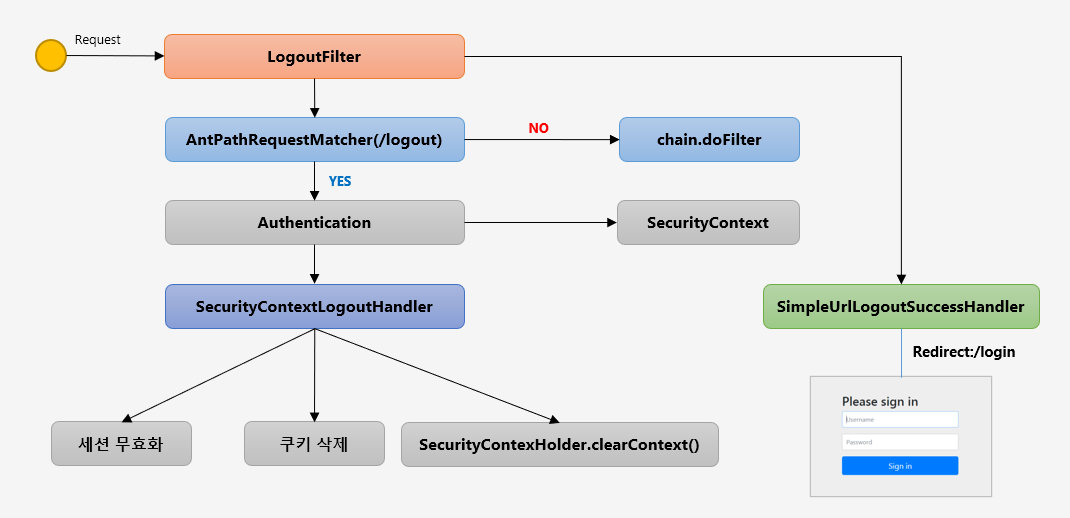 Request
LogoutFilter
AntPathRequestMatcher(/logout)
NO
chain.doFilter
YES
Authentication
SecurityContext
SecurityContextLogoutHandler
SimpleUrlLogoutSuccessHandler
Redirect:/login
세션 무효화
쿠키 삭제
SecurityContexHolder.clearContext()
Please sign in
Username
Password
Sign in